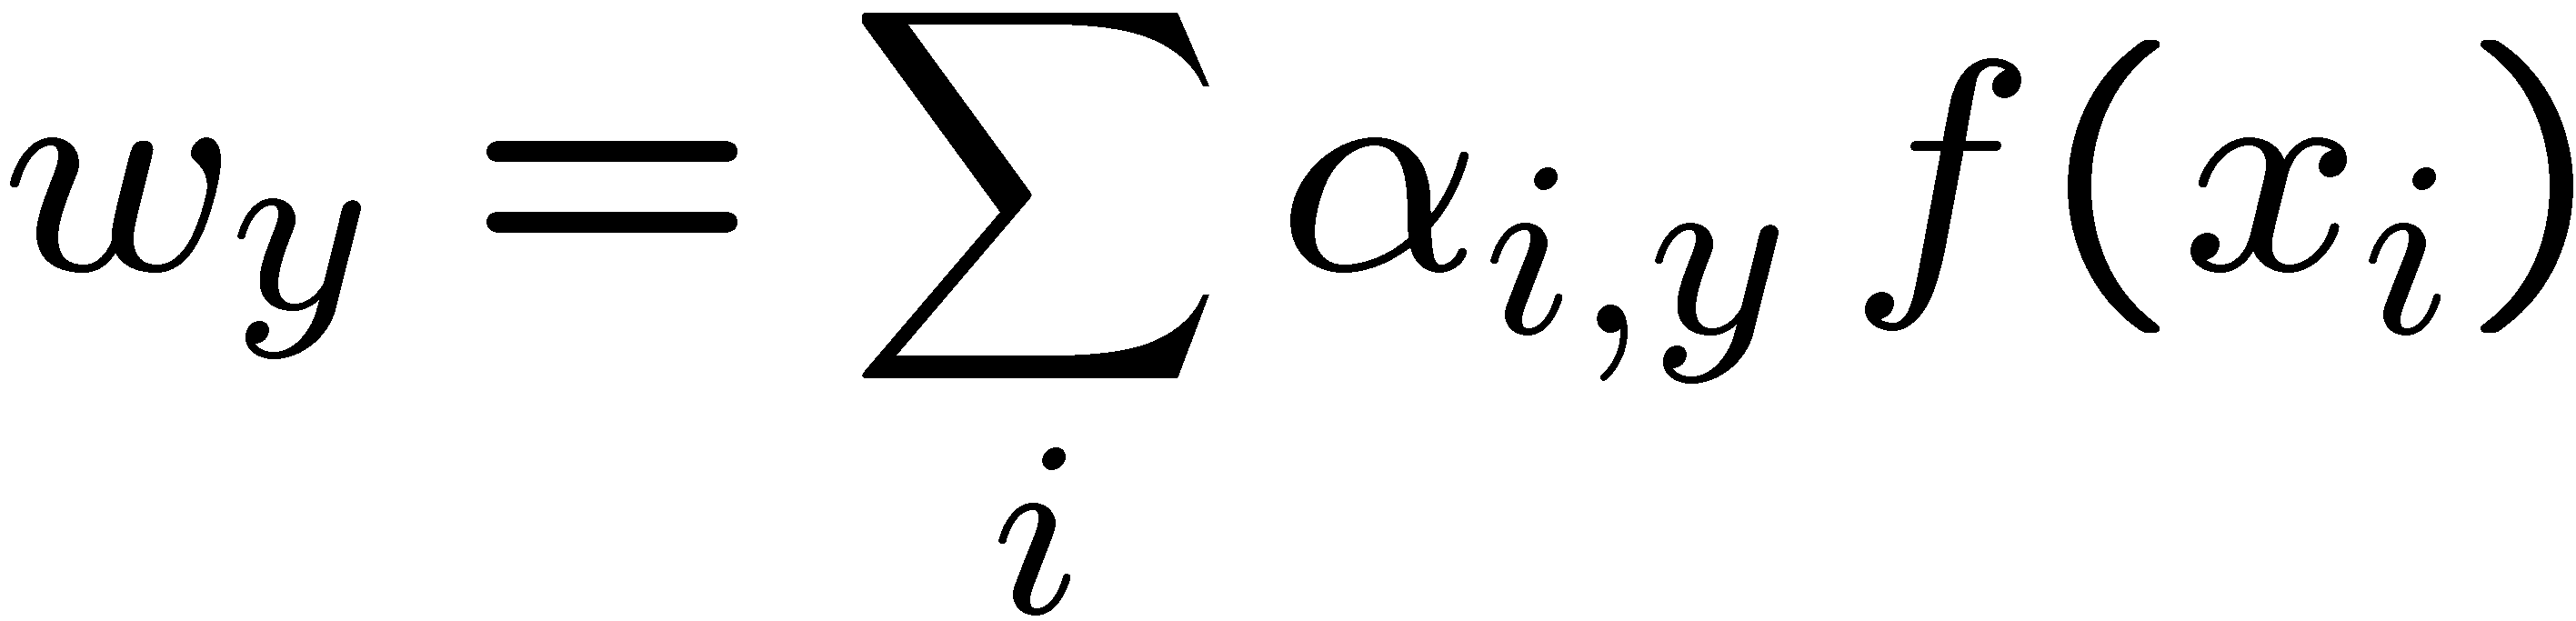 w_y = \sum_i \alpha_{i,y} f(x_i)